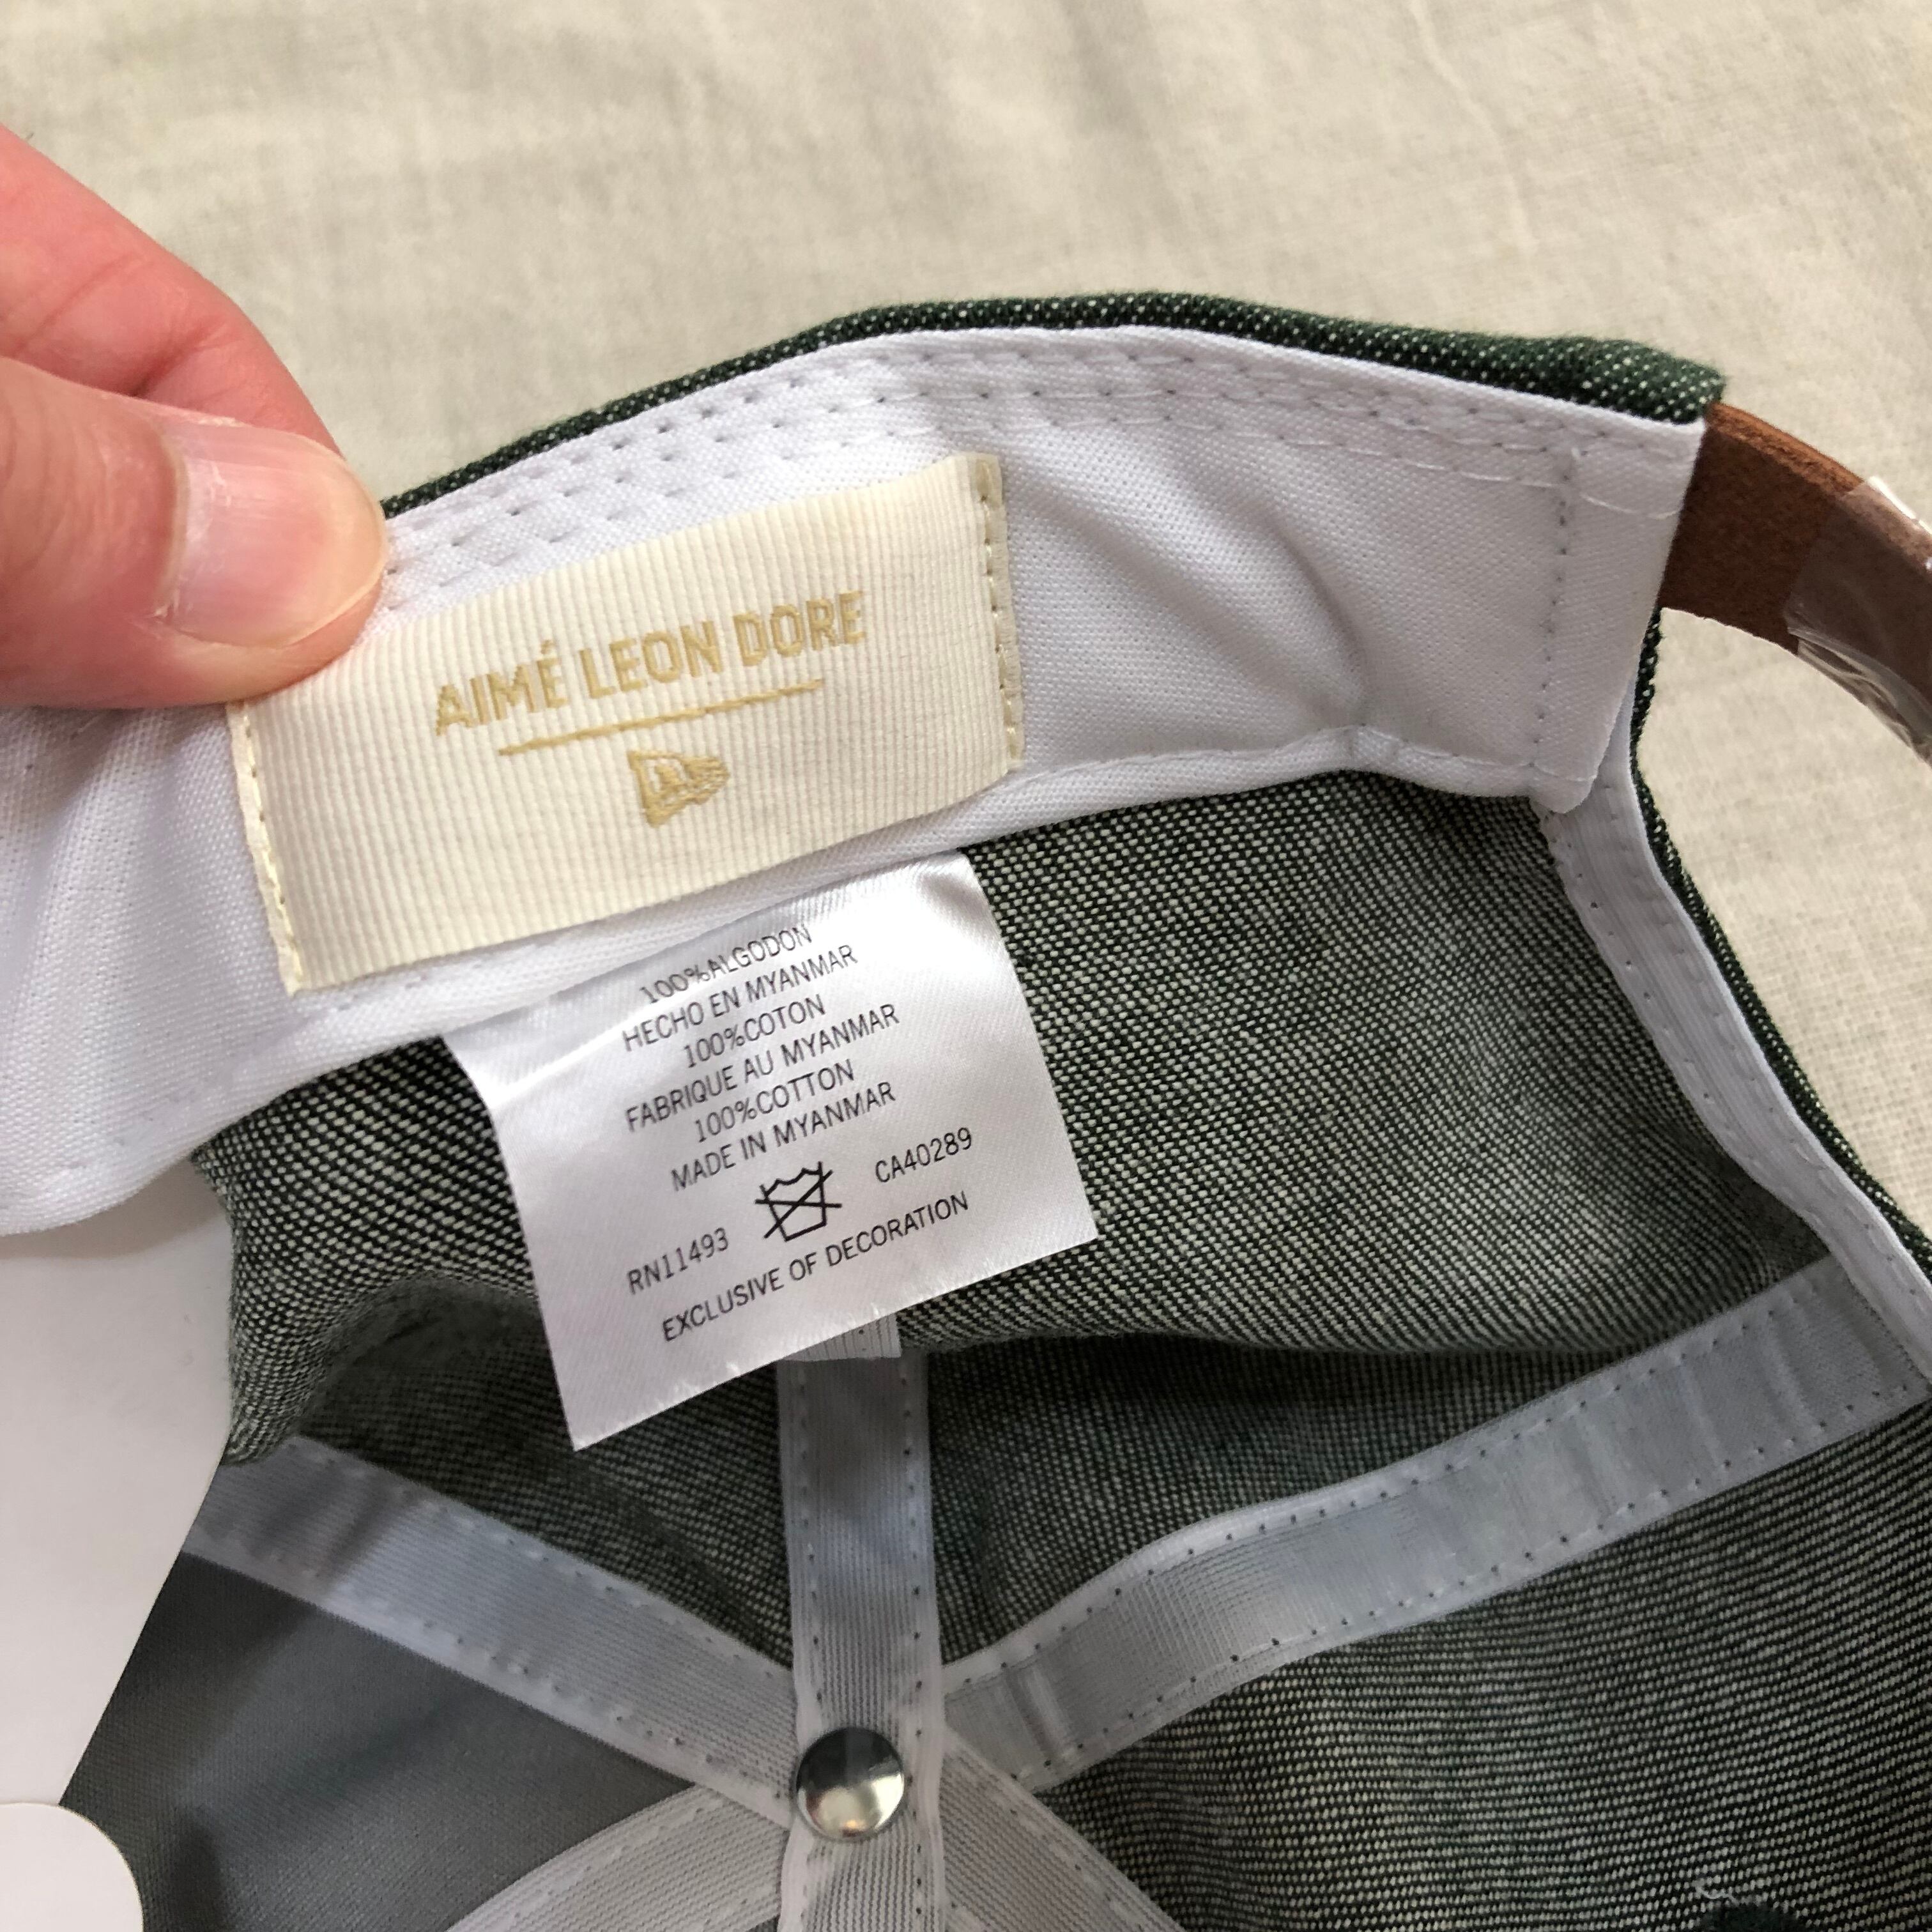 AIMÉ LEON DORE
100%ALGODON
HECHO EN MYANMAR
100%COTON
FABRIQUE AU MYANMAR
100%COTTON
MADE IN MYANMAR
RN11493 CA40289
EXCLUSIVE OF DECORATION